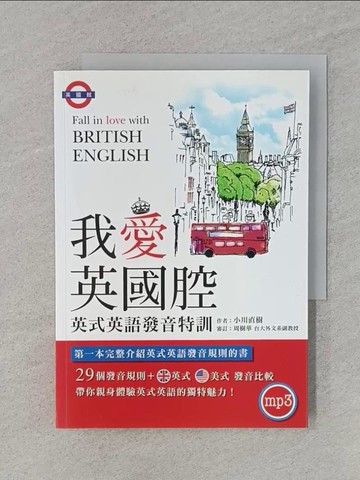 英倫腔
Fall in love with
BRITISH
ENGLISH
我愛
英國腔
英式英語發音特訓
作者：小川直樹
審訂：周樹華 台大外文系副教授
第一本完整介紹英式英語發音規則的書
29個發音規則＋英式 美式 發音比較
帶你親身體驗英式英語的獨特魅力！
mp3